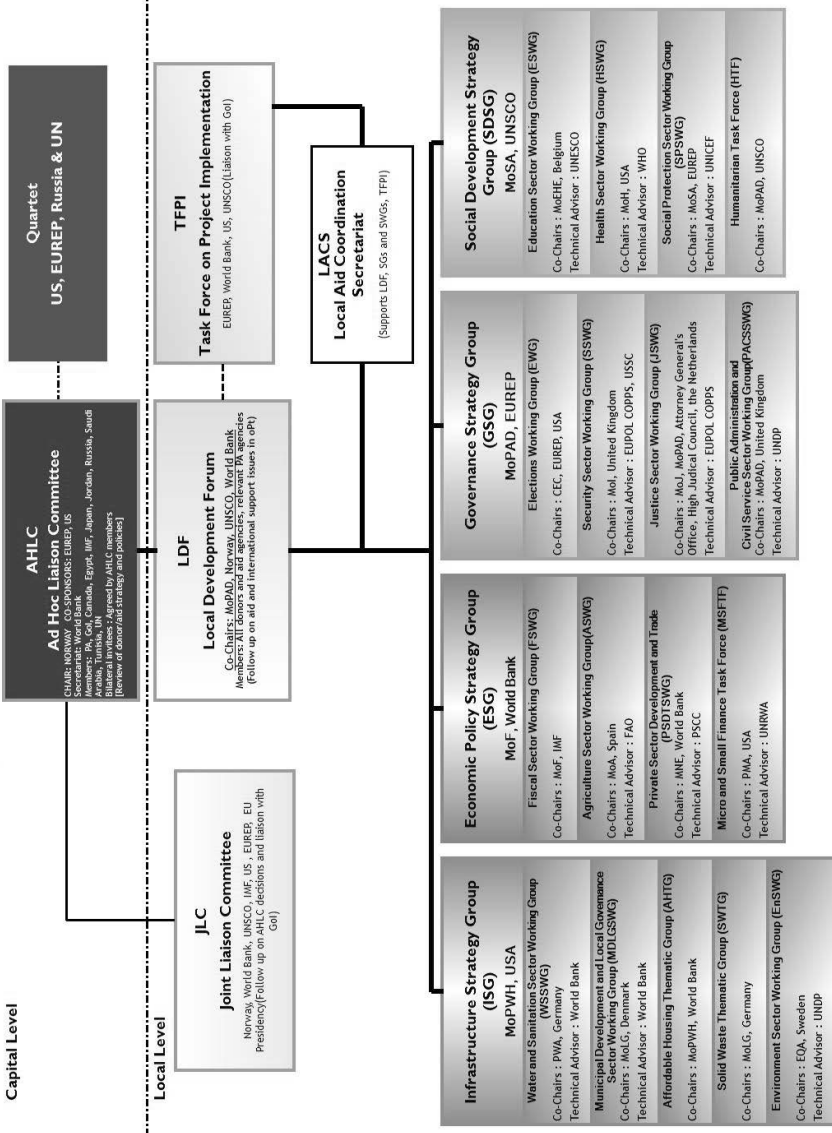 Capital Level
AHLC
Ad Hoc Liaison Committee
CHAIR: NORWAY CO-SPONSORS: EUREP, US
Secretariat: World Bank
Members: PA, GoI, Canada, Egypt, IMF, Japan, Jordan, Russia, Saudi
Arabia, Tunisia, UN
Bilateral invitees : Agreed by AHLC members
[Review of donor/aid strategy and policies]
Quartet
US, EUREP, Russia & UN
Local Level
JLC
Joint Liaison Committee
Norway, World Bank, UNSCO, IMF, US , EUREP, EU
Presidency(Follow up on AHLC decisions and liaison with
GoI)
LDF
Local Development Forum
Co-Chairs: MoPAD, Norway, UNSCO, World Bank
Members: All donors and aid agencies, relevant PA agencies
(Follow up on aid and international support issues in oPt)
TFPI
Task Force on Project Implementation
EUREP, World Bank, US, UNSCO(Liaison with GoI)
LACS
Local Aid Coordination
Secretariat
(Supports LDF, SGs and SWGs, TFPI)
Infrastructure Strategy Group
(ISG)
MoPWH, USA
Water and Sanitation Sector Working Group
(WSSWG)
Co-Chairs : PWA, Germany
Technical Advisor : World Bank
Municipal Development and Local Governance
Sector Working Group (MDLGSWG)
Co-Chairs : MoLG, Denmark
Technical Advisor : World Bank
Affordable Housing Thematic Group (AHTG)
Co-Chairs : MoPWH, World Bank
Solid Waste Thematic Group (SWTG)
Co-Chairs : MoLG, Germany
Environment Sector Working Group (EnSWG)
Co-Chairs : EQA, Sweden
Technical Advisor : UNDP
Economic Policy Strategy Group
(ESG)
MoF, World Bank
Fiscal Sector Working Group (FSWG)
Co-Chairs : MoF, IMF
Agriculture Sector Working Group(ASWG)
Co-Chairs : MoA, Spain
Technical Advisor : FAO
Private Sector Development and Trade
(PSDTSWG)
Co-Chairs : MNE, World Bank
Technical Advisor : PSCC
Micro and Small Finance Task Force (MSFTF)
Co-Chairs : PMA, USA
Technical Advisor : UNRWA
Governance Strategy Group
(GSG)
MoPAD, EUREP
Elections Working Group (EWG)
Co-Chairs : CEC, EUREP, USA
Security Sector Working Group (SSWG)
Co-Chairs : MoI, United Kingdom
Technical Advisor : EUPOL COPPS, USSC
Justice Sector Working Group (JSWG)
Co-Chairs : MoJ, MoPAD, Attorney General's
Office, High Judical Council, the Netherlands
Technical Advisor : EUPOL COPPS
Public Administration and
Civil Service Sector Working Group(PACSSWG)
Co-Chairs : MoPAD, United Kingdom
Technical Advisor : UNDP
Social Development Strategy
Group (SDSG)
MoSA, UNSCO
Education Sector Working Group (ESWG)
Co-Chairs : MoEHE, Belgium
Technical Advisor : UNESCO
Health Sector Working Group (HSWG)
Co-Chairs : MoH, USA
Technical Advisor : WHO
Social Protection Sector Working Group
(SPSWG)
Co-Chairs : MoSA, EUREP
Technical Advisor : UNICEF
Humanitarian Task Force (HTF)
Co-Chairs : MoPAD, UNSCO